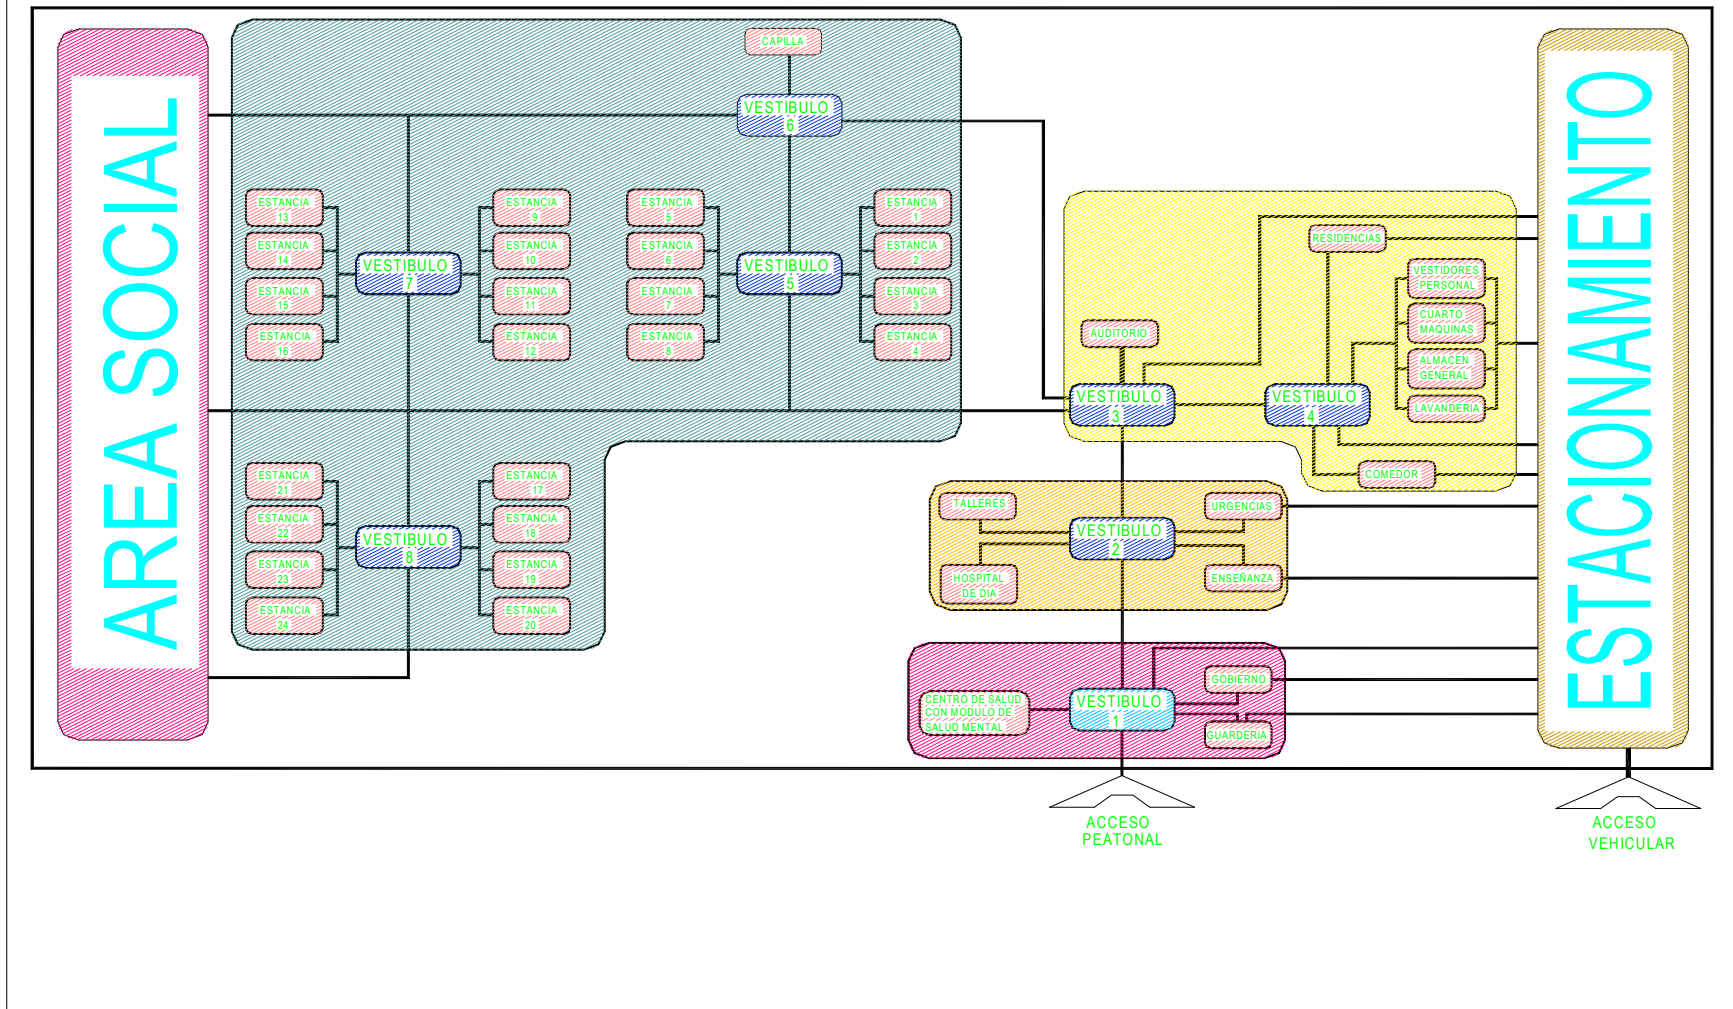 AREA SOCIAL
CAPILLA
VESTIBULO
6
ESTANCIA
13
ESTANCIA
14
ESTANCIA
15
ESTANCIA
16
VESTIBULO
7
ESTANCIA
9
ESTANCIA
10
ESTANCIA
11
ESTANCIA
12
ESTANCIA
5
ESTANCIA
6
ESTANCIA
7
ESTANCIA
8
VESTIBULO
5
ESTANCIA
1
ESTANCIA
2
ESTANCIA
3
ESTANCIA
4
ESTANCIA
21
ESTANCIA
22
ESTANCIA
23
ESTANCIA
24
VESTIBULO
8
ESTANCIA
17
ESTANCIA
18
ESTANCIA
19
ESTANCIA
20
RESIDENCIAS
VESTIDORES
PERSONAL
CUARTO
MAQUINAS
ALMACEN
GENERAL
LAVANDERIA
AUDITORIO
VESTIBULO
3
VESTIBULO
4
COMEDOR
TALLERES
URGENCIAS
VESTIBULO
2
HOSPITAL
DE DIA
ENSEÑANZA
GOBIERNO
CENTRO DE SALUD
CON MODULO DE
SALUD MENTAL
VESTIBULO
1
GUARDERIA
ESTACIONAMIENTO
ACCESO
PEATONAL
ACCESO
VEHICULAR